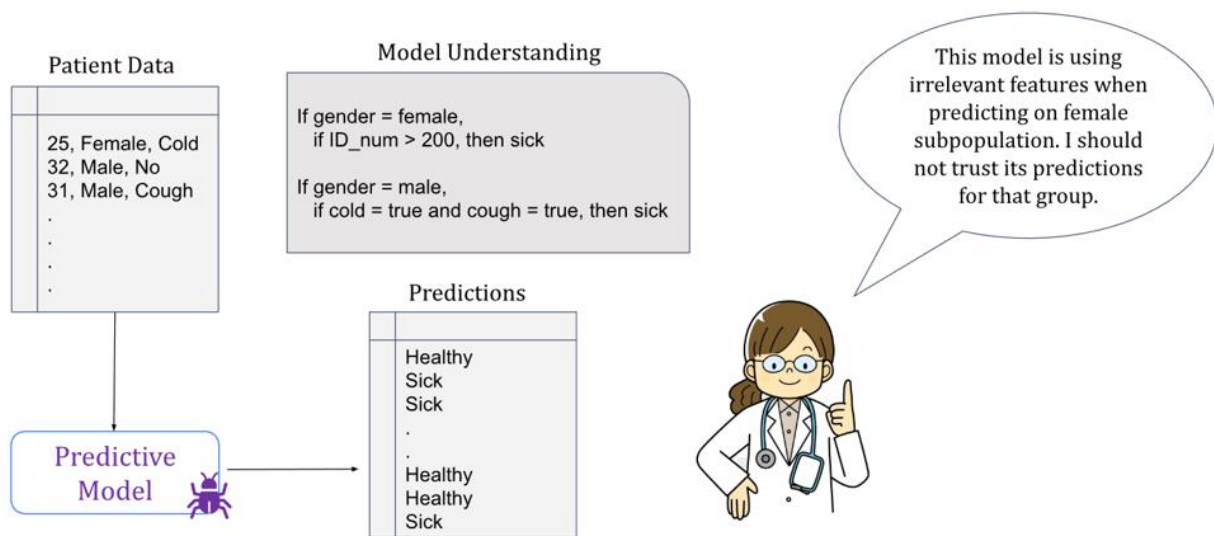 Patient Data
25, Female, Cold
32, Male, No
31, Male, Cough
.
.
.
.
Model Understanding
If gender = female,
if ID_num > 200, then sick
If gender = male,
if cold = true and cough = true, then sick
This model is using
irrelevant features when
predicting on female
subpopulation. I should
not trust its predictions
for that group.
Predictions
Healthy
Sick
Sick
.
.
Healthy
Healthy
Sick
Predictive
Model